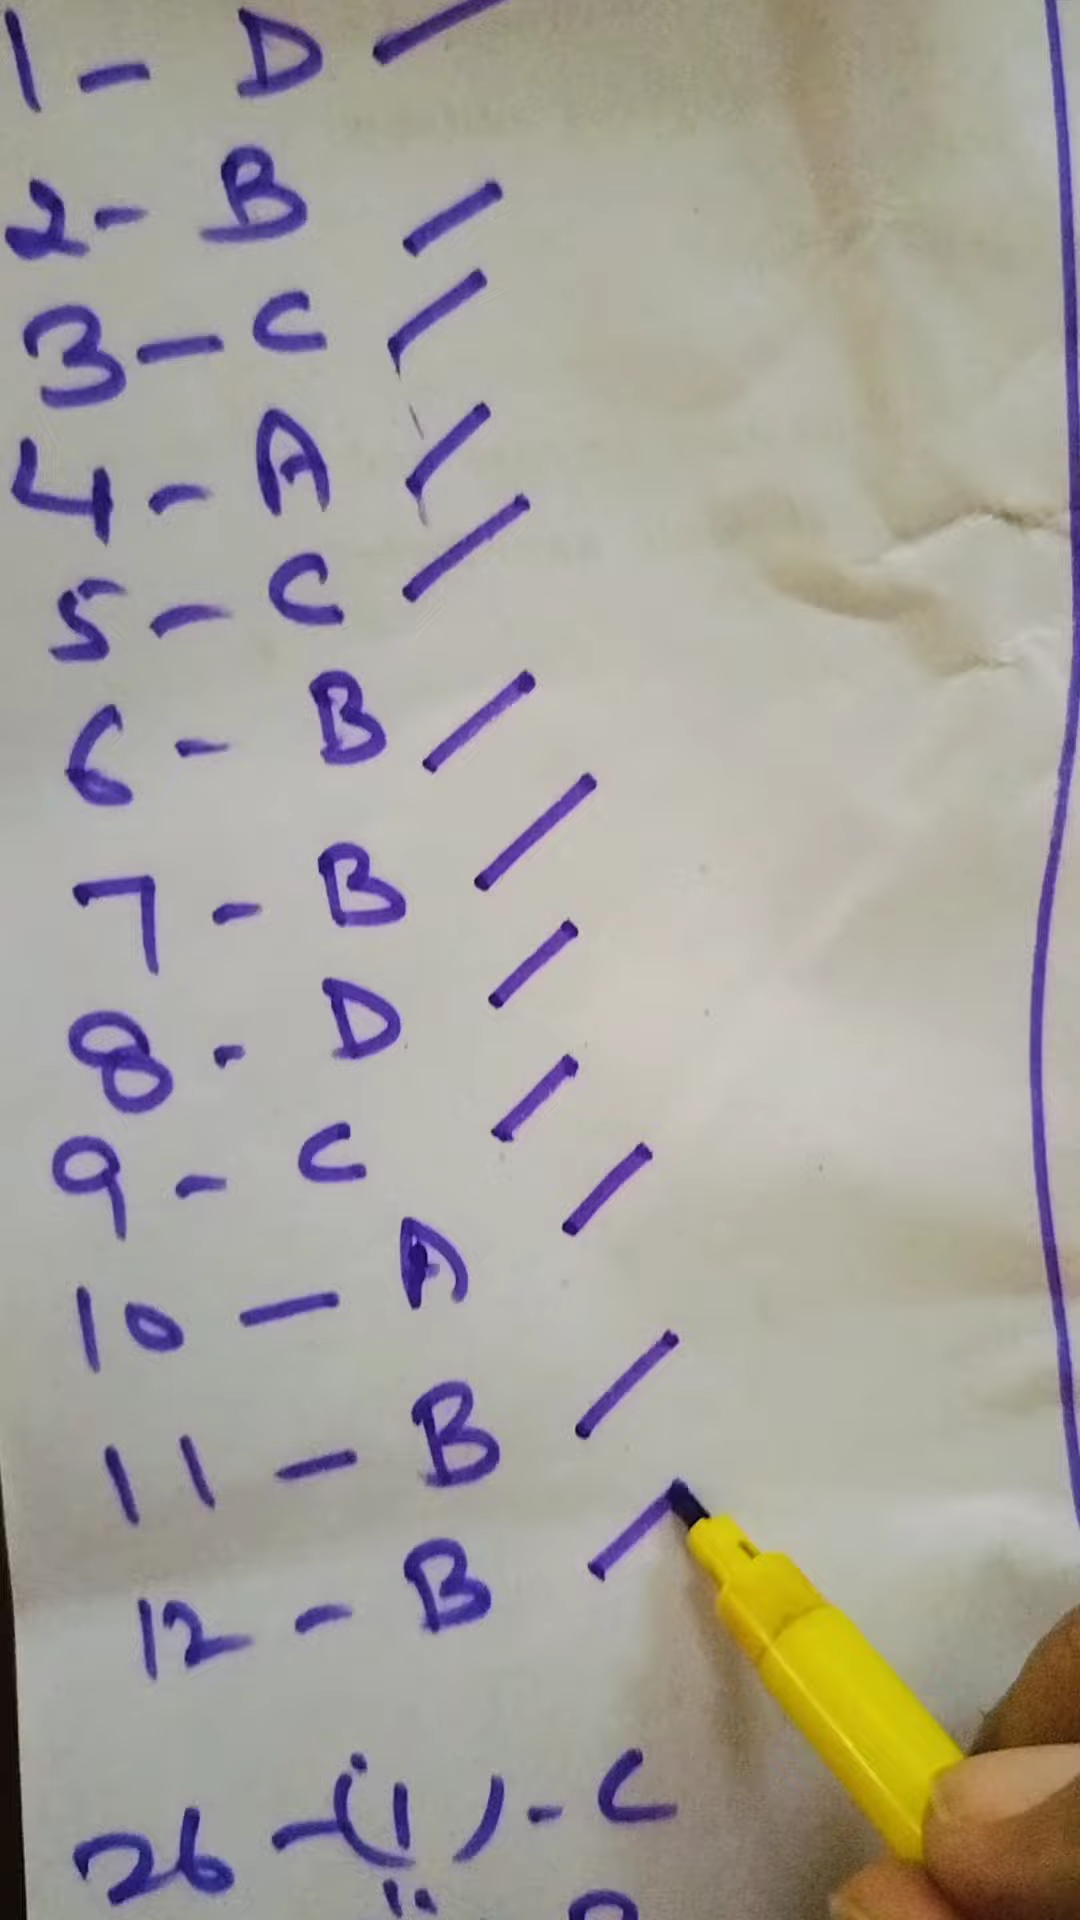 1 - D
2 - B
3 - C
4 - A
5 - C
6 - B
7 - B
8 - D
9 - C
10 - A
11 - B
12 - B
26 - (i) - C